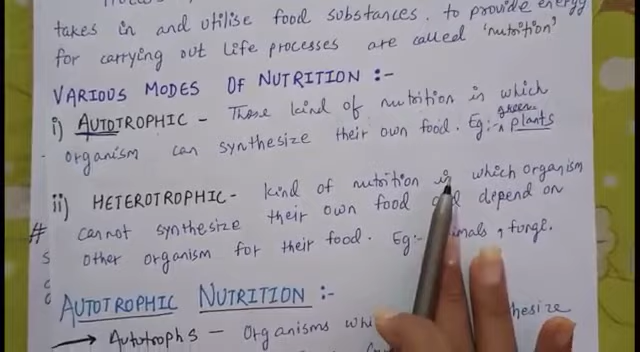 takes in and utilise food substances. to provide energy
for carrying out life processes are called 'nutrition'
VARIOUS MODES OF NUTRITION :-
i) AUTOTROPHIC - Those kind of nutrition in which
organism can synthesize their own food. Eg:- green plants
ii) HETEROTROPHIC - kind of nutrition in which organism
# cannot synthesize their own food depend on
other organism for their food. Eg:- , fungi.
AUTOTROPHIC NUTRITION :-
→ Autotrophs - Organisms